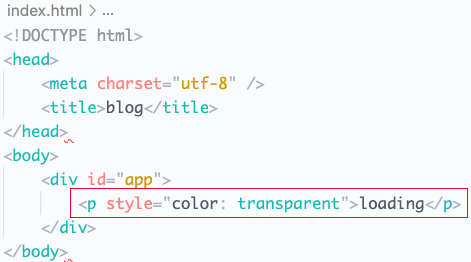 index.html > ...
<!DOCTYPE html>
<head>
    <meta charset="utf-8" />
    <title>blog</title>
</head>
<body>
    <div id="app">
        <p style="color: transparent">loading</p>
    </div>
</body>